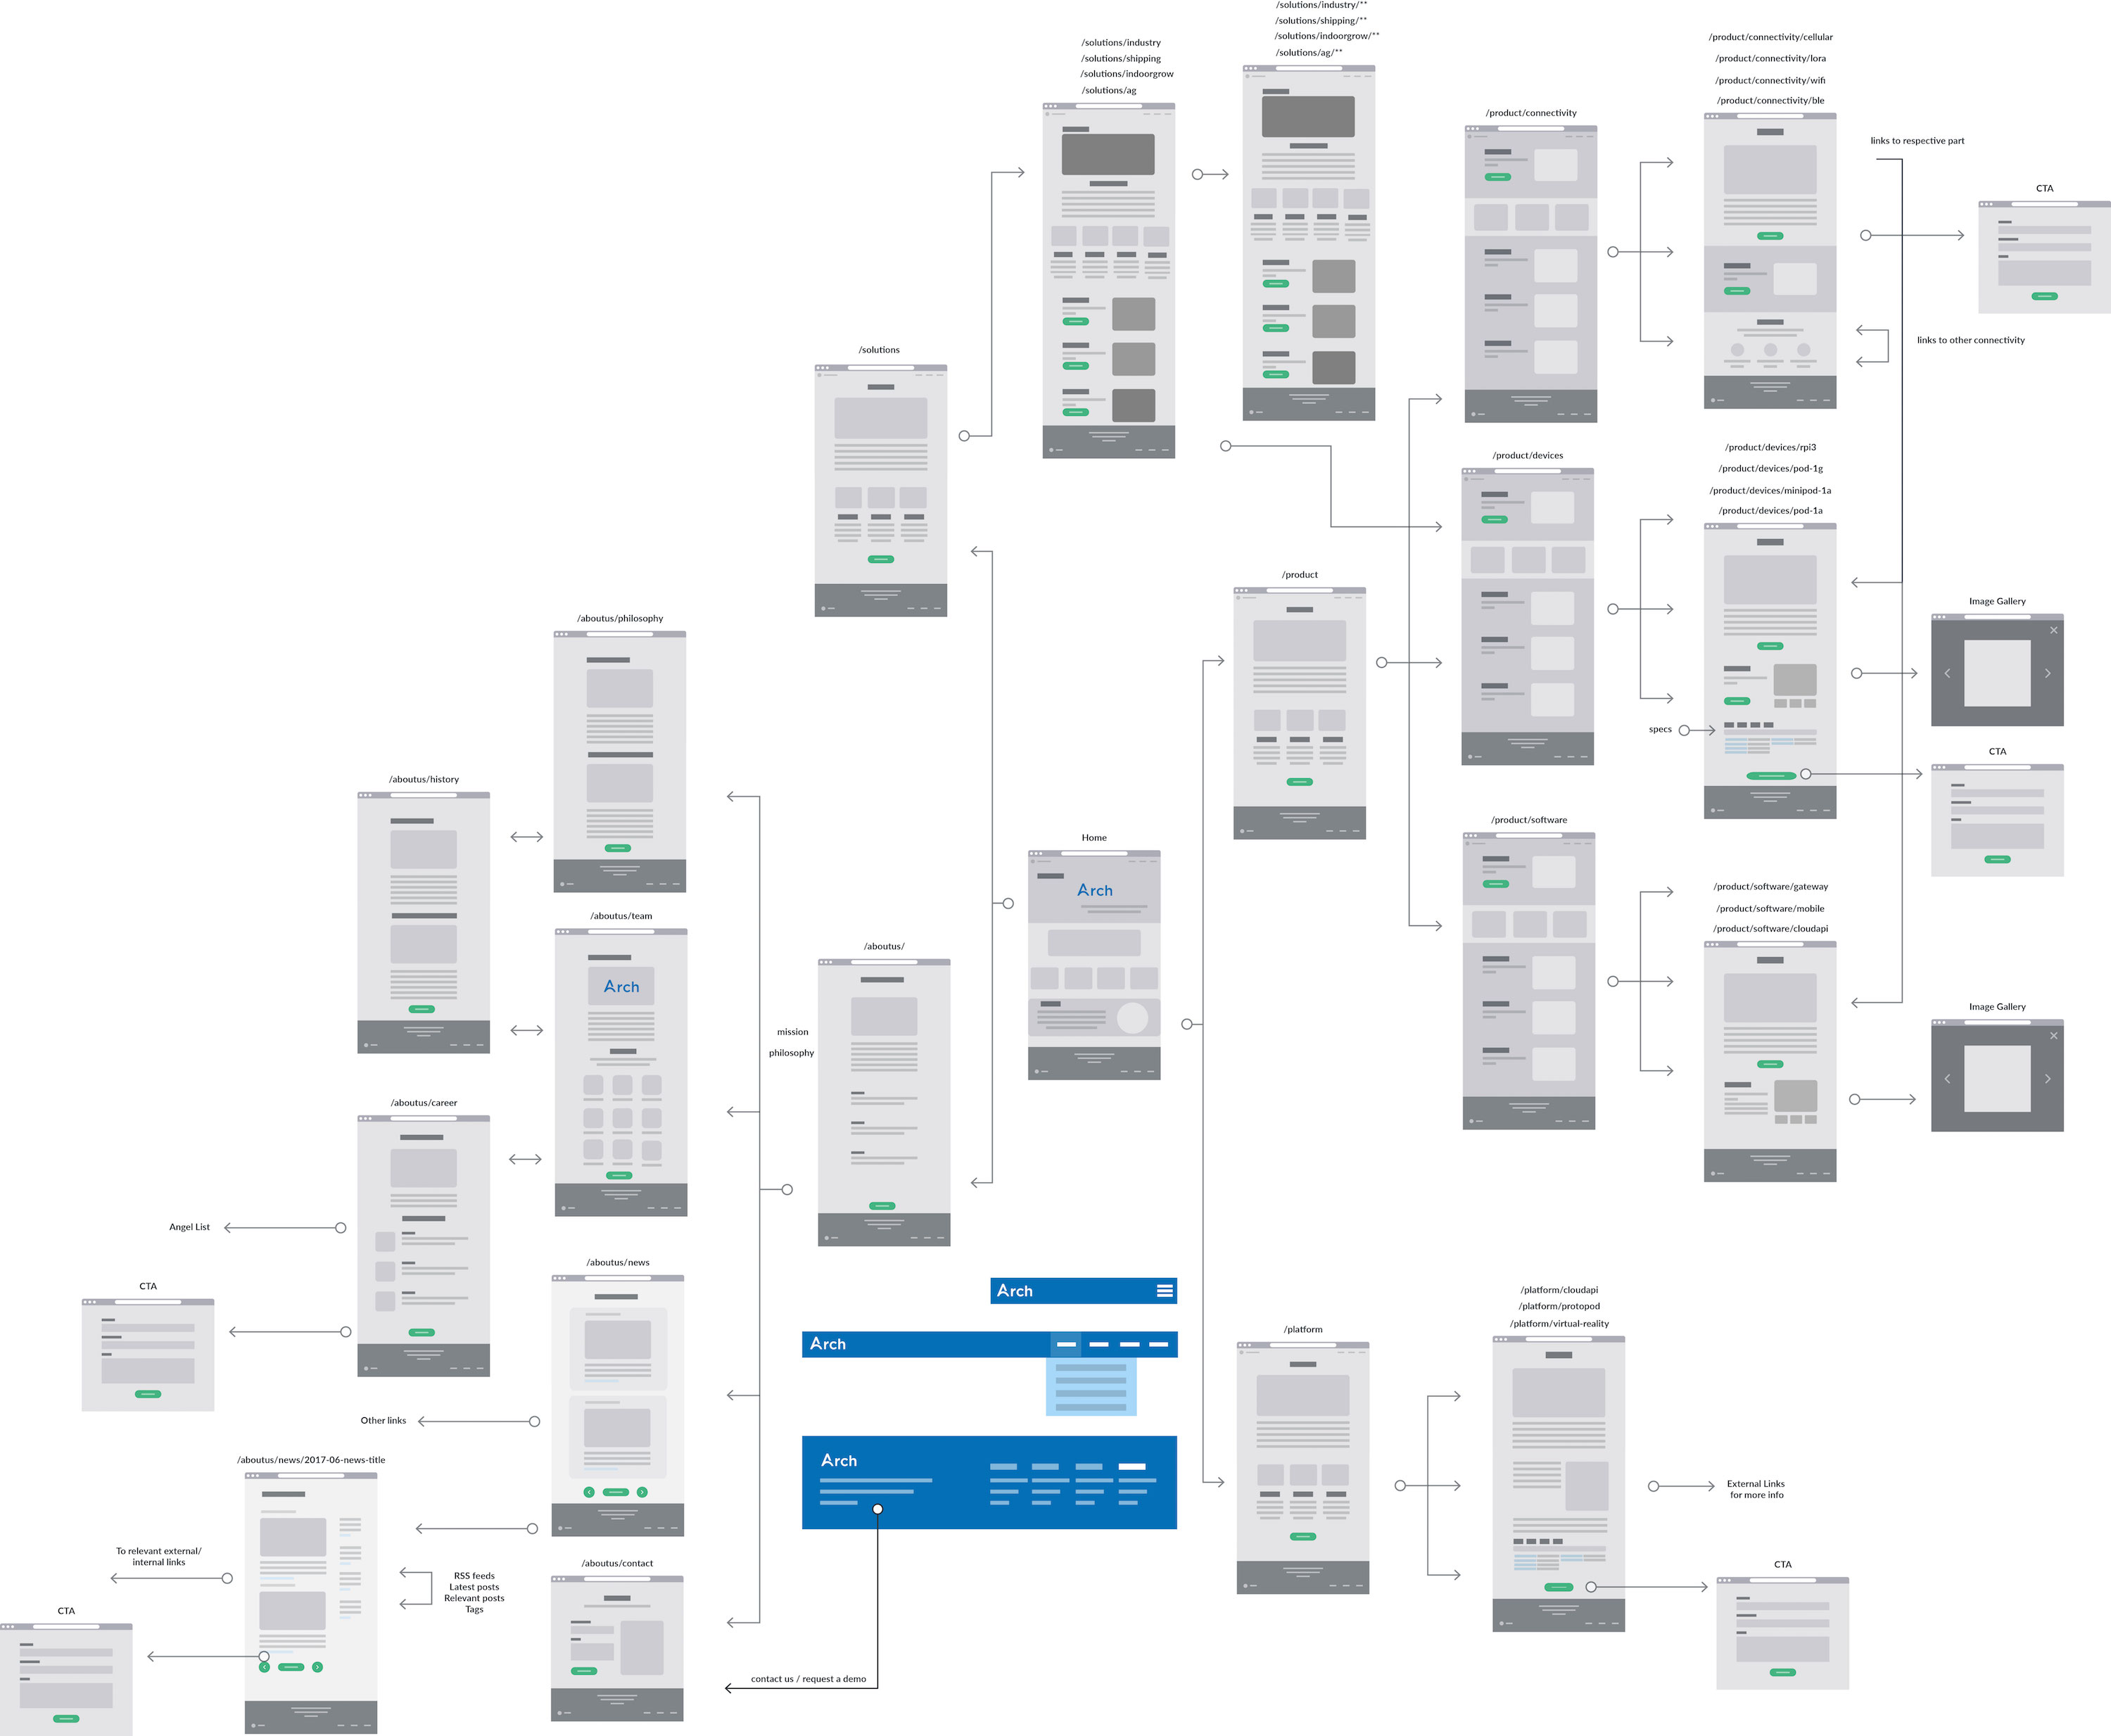 /solutions/industry/**
/solutions/shipping/**
/solutions/indoorgrow/**
/solutions/ag/**
/solutions/industry
/solutions/shipping
/solutions/indoorgrow
/solutions/ag
/product/connectivity/cellular
/product/connectivity/lora
/product/connectivity/wifi
/product/connectivity/ble
/product/connectivity
links to respective part
CTA
links to other connectivity
/solutions
/product/devices
/product/devices/rpi3
/product/devices/pod-1g
/product/devices/minipod-1a
/product/devices/pod-1a
/product
Image Gallery
/aboutus/philosophy
specs
CTA
/aboutus/history
/product/software
Home
Arch
/product/software/gateway
/product/software/mobile
/product/software/cloudapi
/aboutus/team
Arch
/aboutus/
mission
philosophy
Image Gallery
/aboutus/career
Angel List
CTA
/aboutus/news
Arch
Arch
Arch
/platform
/platform/cloudapi
/platform/protopod
/platform/virtual-reality
Other links
/aboutus/news/2017-06-news-title
External Links
for more info
To relevant external/
internal links
RSS feeds
Latest posts
Relevant posts
Tags
/aboutus/contact
CTA
CTA
contact us / request a demo